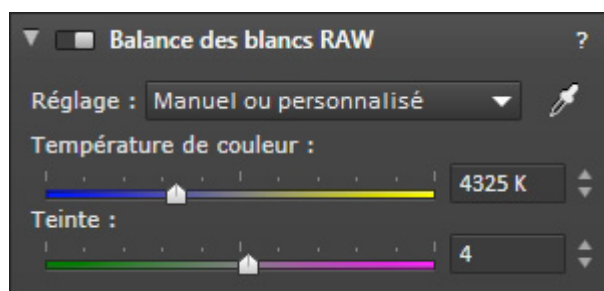 Balance des blancs RAW ?
Réglage : Manuel ou personnalisé
Température de couleur :
4325 K
Teinte :
4